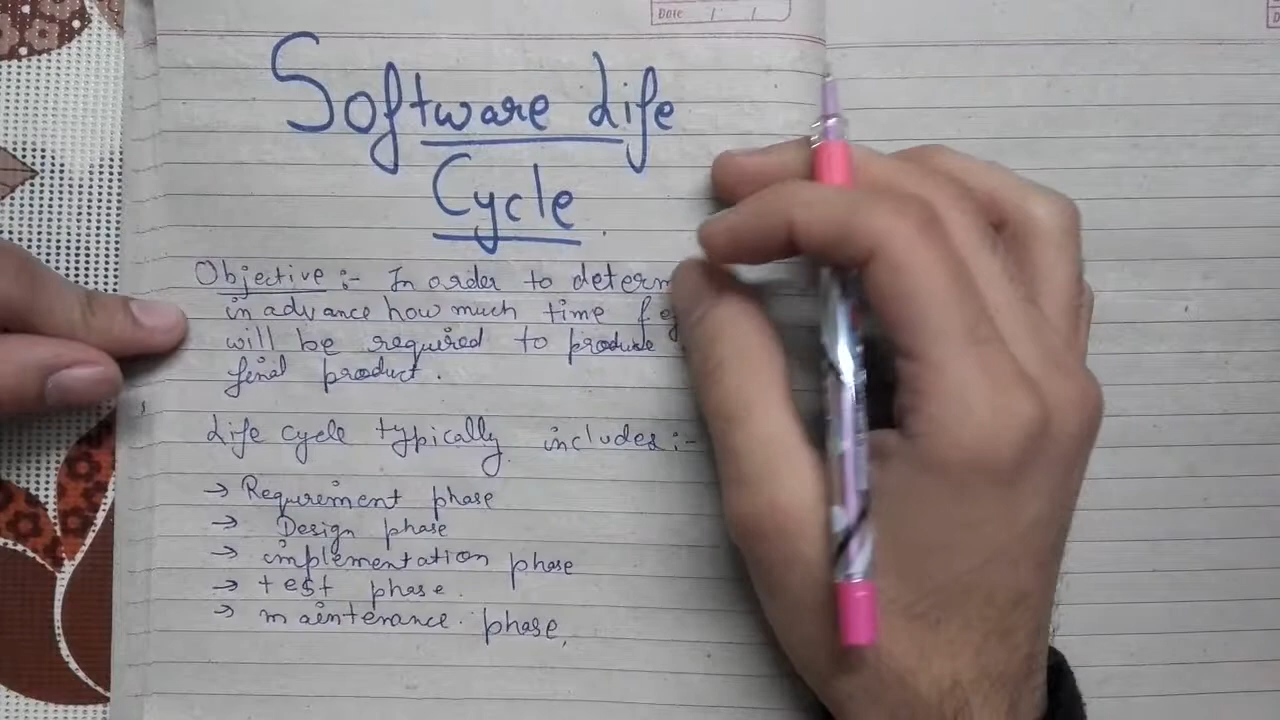 Date / /
Software Life
Cycle
Objective :- In order to determ
in advance how much time
will be required to produce
final product.
Life cycle typically includes :-
→ Requrement phase
→ Design phase
→ implementation phase
→ test phase.
→ maintenance phase,